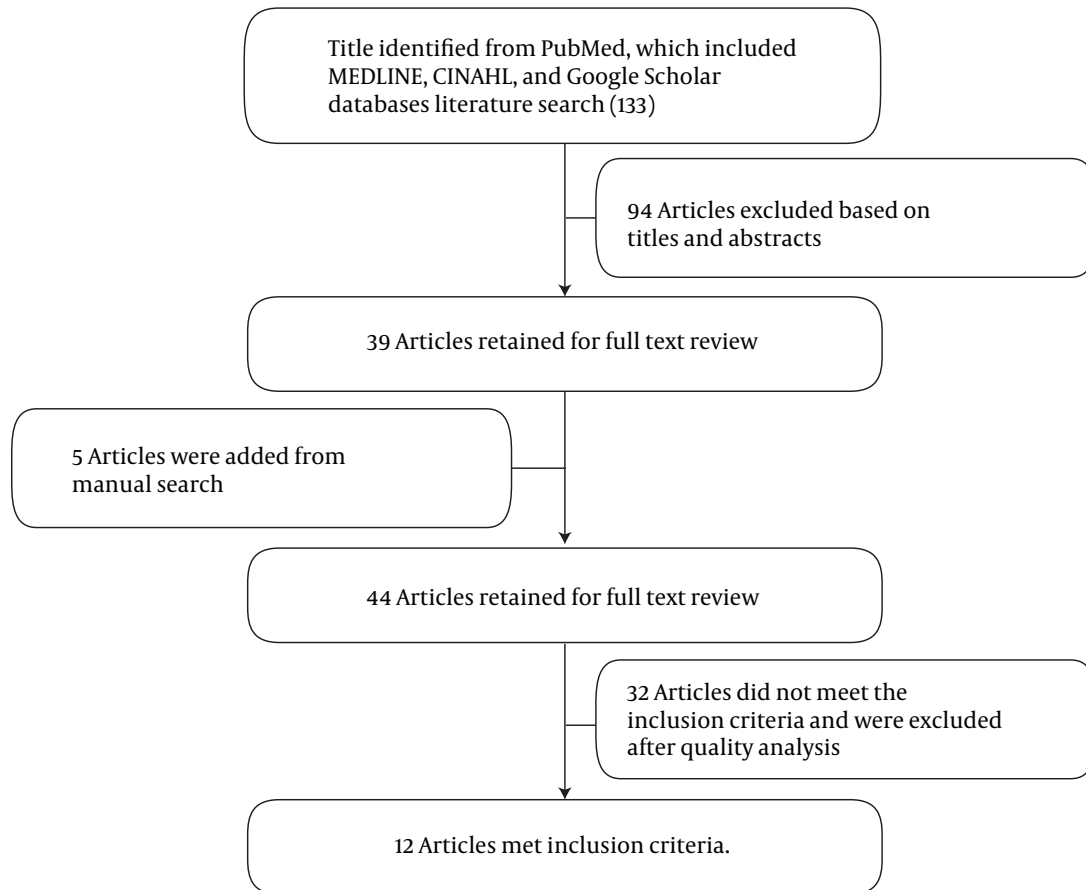 Title identified from PubMed, which included
MEDLINE, CINAHL, and Google Scholar
databases literature search (133)
94 Articles excluded based on
titles and abstracts
39 Articles retained for full text review
5 Articles were added from
manual search
44 Articles retained for full text review
32 Articles did not meet the
inclusion criteria and were excluded
after quality analysis
12 Articles met inclusion criteria.